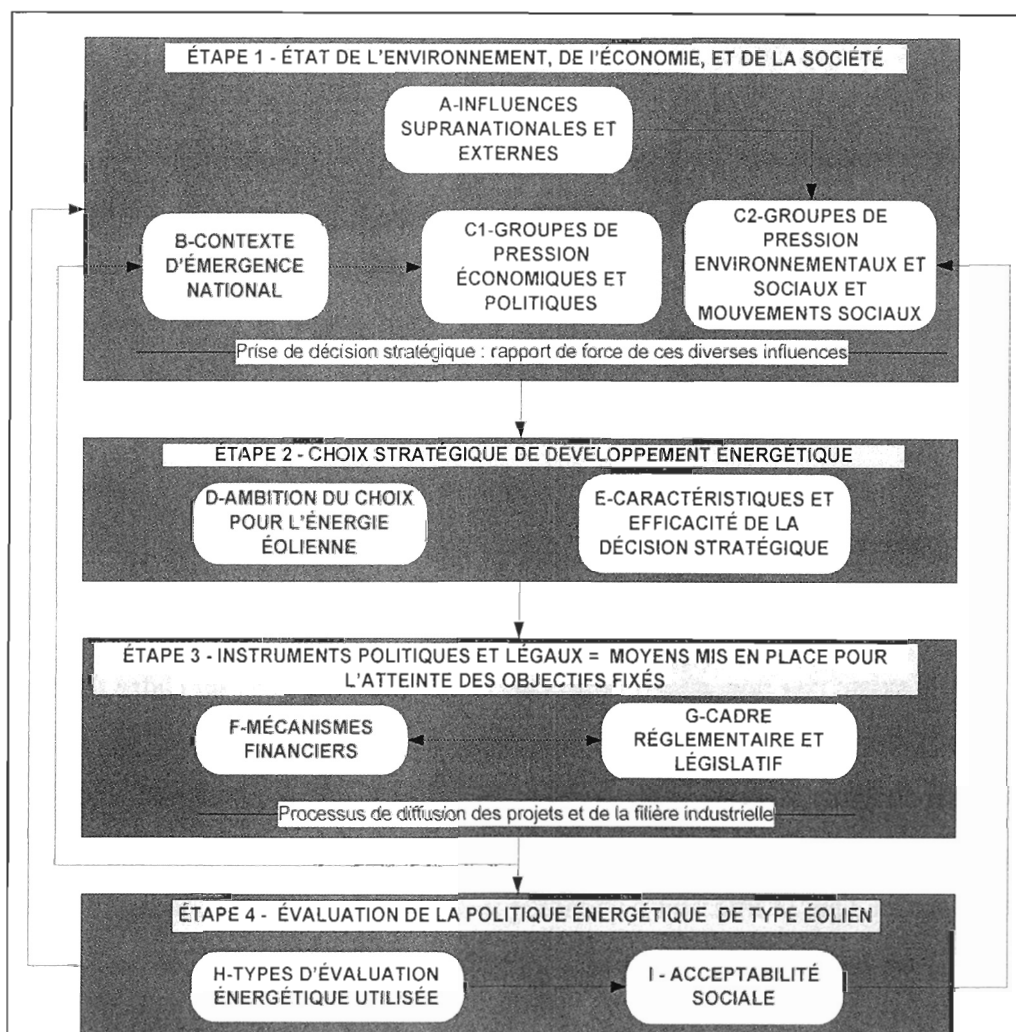 ÉTAPE 1 - ÉTAT DE L'ENVIRONNEMENT, DE l'ÉCONOMIE, ET DE LA SOCIÉTÉ
A-INFLUENCES
SUPRANATIONALES ET
EXTERNES
B-CONTEXTE
D'ÉMERGENCE
NATIONAL
C1-GROUPES DE
PRESSION
ÉCONOMIQUES ET
POLITIQUES
C2-GROUPES DE
PRESSION
ENVIRONNEMENTAUX ET
SOCIAUX ET
MOUVEMENTS SOCIAUX
Prise de décision stratégique : rapport de force de ces diverses influences
ÉTAPE 2 - CHOIX STRATÉGIQUE DE DEVELOPPEMENT ÉNERGÉTIQUE
D-AMBITION DU CHOIX
POUR L'ÉNERGIE
ÉOLIENNE
E-CARACTÉRISTIQUES ET
EFFICACITÉ DE LA
DÉCISION STRATÉGIQUE
ÉTAPE 3 - INSTRUMENTS POLITIQUES ET LÉGAUX = MOYENS MIS EN PLACE POUR
L'ATTEINTE DES OBJECTIFS FIXÉS
F-MÉCANISMES
FINANCIERS
G-CADRE
RÉGLEMENTAIRE ET
LÉGISLATIF
Processus de diffusion des projets et de la filière industrielle
ÉTAPE 4 - ÉVALUATION DE LA POLITIQUE ÉNERGÉTIQUE DE TYPE ÉOLIEN
H-TYPES D'ÉVALUATION
ÉNERGÉTIQUE UTILISÉE
I - ACCEPTABILITÉ
SOCIALE